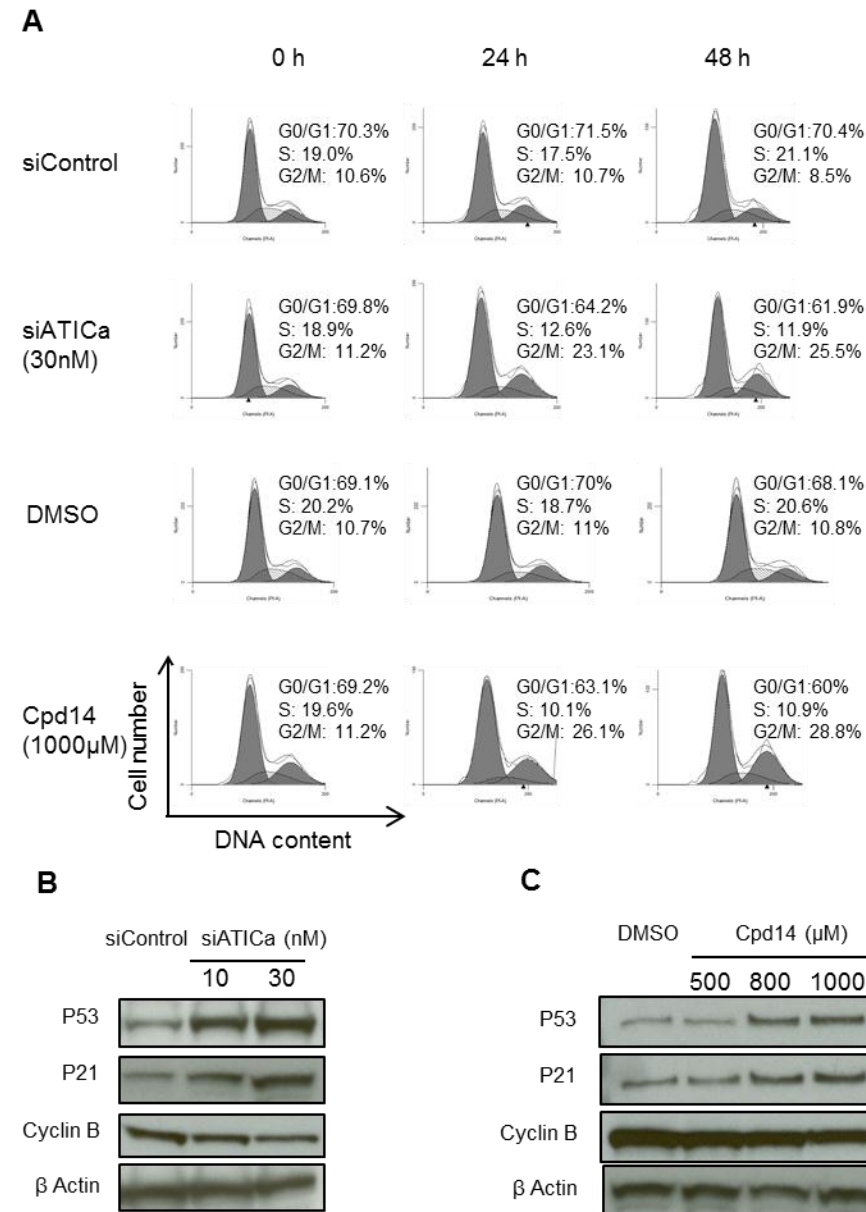 A
0 h 24 h 48 h
siControl
G0/G1:70.3%
S: 19.0%
G2/M: 10.6%
G0/G1:71.5%
S: 17.5%
G2/M: 10.7%
G0/G1:70.4%
S: 21.1%
G2/M: 8.5%
siATICa
(30nM)
G0/G1:69.8%
S: 18.9%
G2/M: 11.2%
G0/G1:64.2%
S: 12.6%
G2/M: 23.1%
G0/G1:61.9%
S: 11.9%
G2/M: 25.5%
DMSO
G0/G1:69.1%
S: 20.2%
G2/M: 10.7%
G0/G1:70%
S: 18.7%
G2/M: 11%
G0/G1:68.1%
S: 20.6%
G2/M: 10.8%
Cpd14
(1000µM)
G0/G1:69.2%
S: 19.6%
G2/M: 11.2%
G0/G1:63.1%
S: 10.1%
G2/M: 26.1%
G0/G1:60%
S: 10.9%
G2/M: 28.8%
Cell number
DNA content
B
siControl siATICa (nM)
10 30
P53
P21
Cyclin B
β Actin
C
DMSO Cpd14 (µM)
500 800 1000
P53
P21
Cyclin B
β Actin